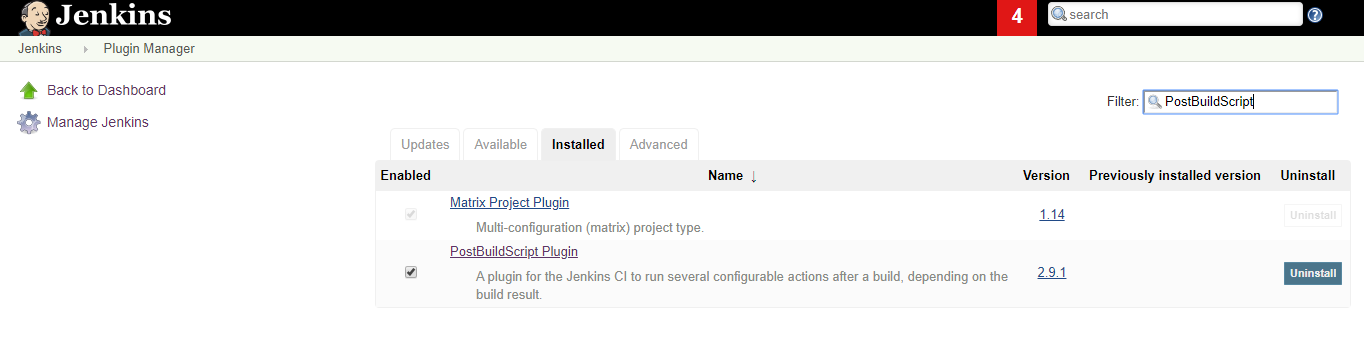 Jenkins
4
search
Jenkins
Plugin Manager
Back to Dashboard
Manage Jenkins
Filter: PostBuildScript
Updates Available Installed Advanced
Enabled Name ↓ Version Previously installed version Uninstall
Matrix Project Plugin
Multi-configuration (matrix) project type.
1.14
Uninstall
PostBuildScript Plugin
A plugin for the Jenkins CI to run several configurable actions after a build, depending on the
build result.
2.9.1
Uninstall